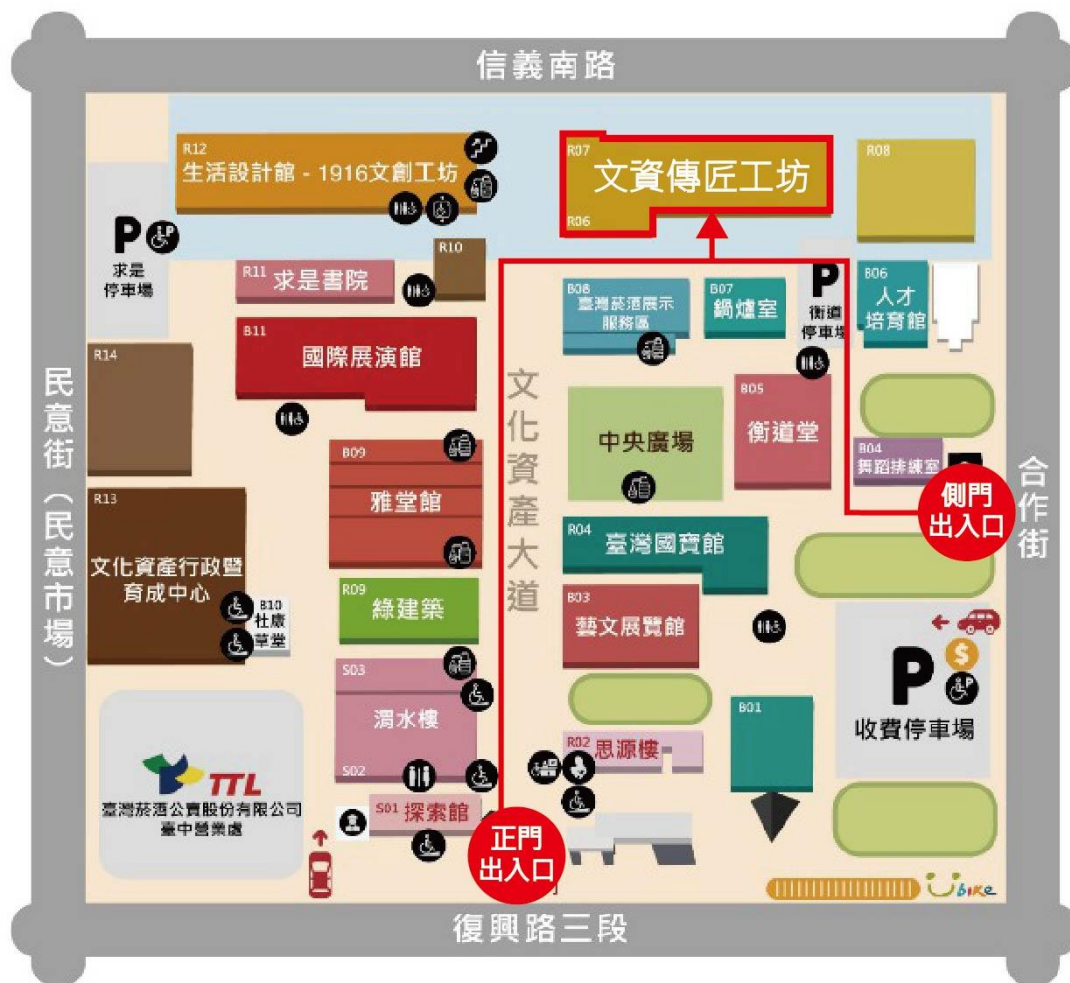 信義南路
R12
生活設計館 - 1916文創工坊
R07
文資傳匠工坊
R06
R08
P
求是
停車場
R10
R11 求是書院
B08
臺灣菸酒展示
服務區
B07
鍋爐室
P
衡道
停車場
B06
人才
培育館
B11
國際展演館
R14
民意街（民意市場）
文化資產大道
中央廣場
B05
衡道堂
B04
舞蹈排練室
側門
出入口
合作街
B09
雅堂館
R13
文化資產行政暨
育成中心
B10
杜康
草堂
R09
綠建築
R04
臺灣國寶館
B03
藝文展覽館
S03
渭水樓
S02
P
$
P
收費停車場
B01
R02 思源樓
TTL
臺灣菸酒公賣股份有限公司
臺中營業處
S01 探索館
正門
出入口
Ubike
復興路三段